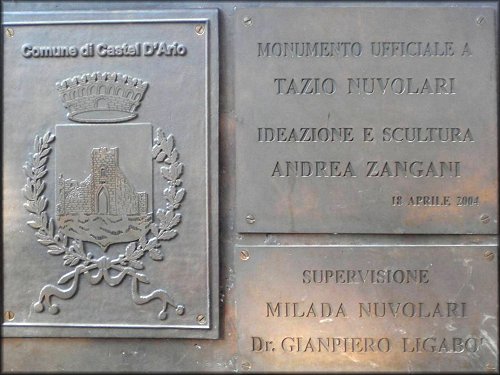 Comune di Castel D'Ario
MONUMENTO UFFICIALE A
TAZIO NUVOLARI
IDEAZIONE E SCULTURA
ANDREA ZANGANI
18 APRILE 2004
SUPERVISIONE
MILADA NUVOLARI
Dr. GIANPIERO LIGABO'